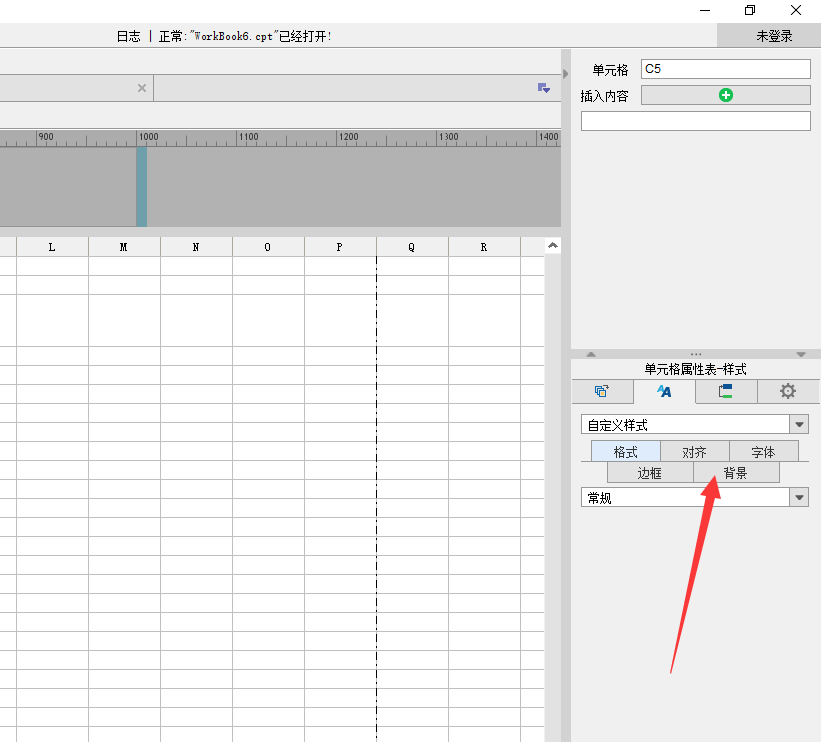 日志 | 正常:"WorkBook6.cpt"已经打开!
未登录
单元格 C5
插入内容
900 1000 1100 1200 1300 1400
L M N O P Q R
单元格属性表-样式
自定义样式
格式 对齐 字体
边框 背景
常规